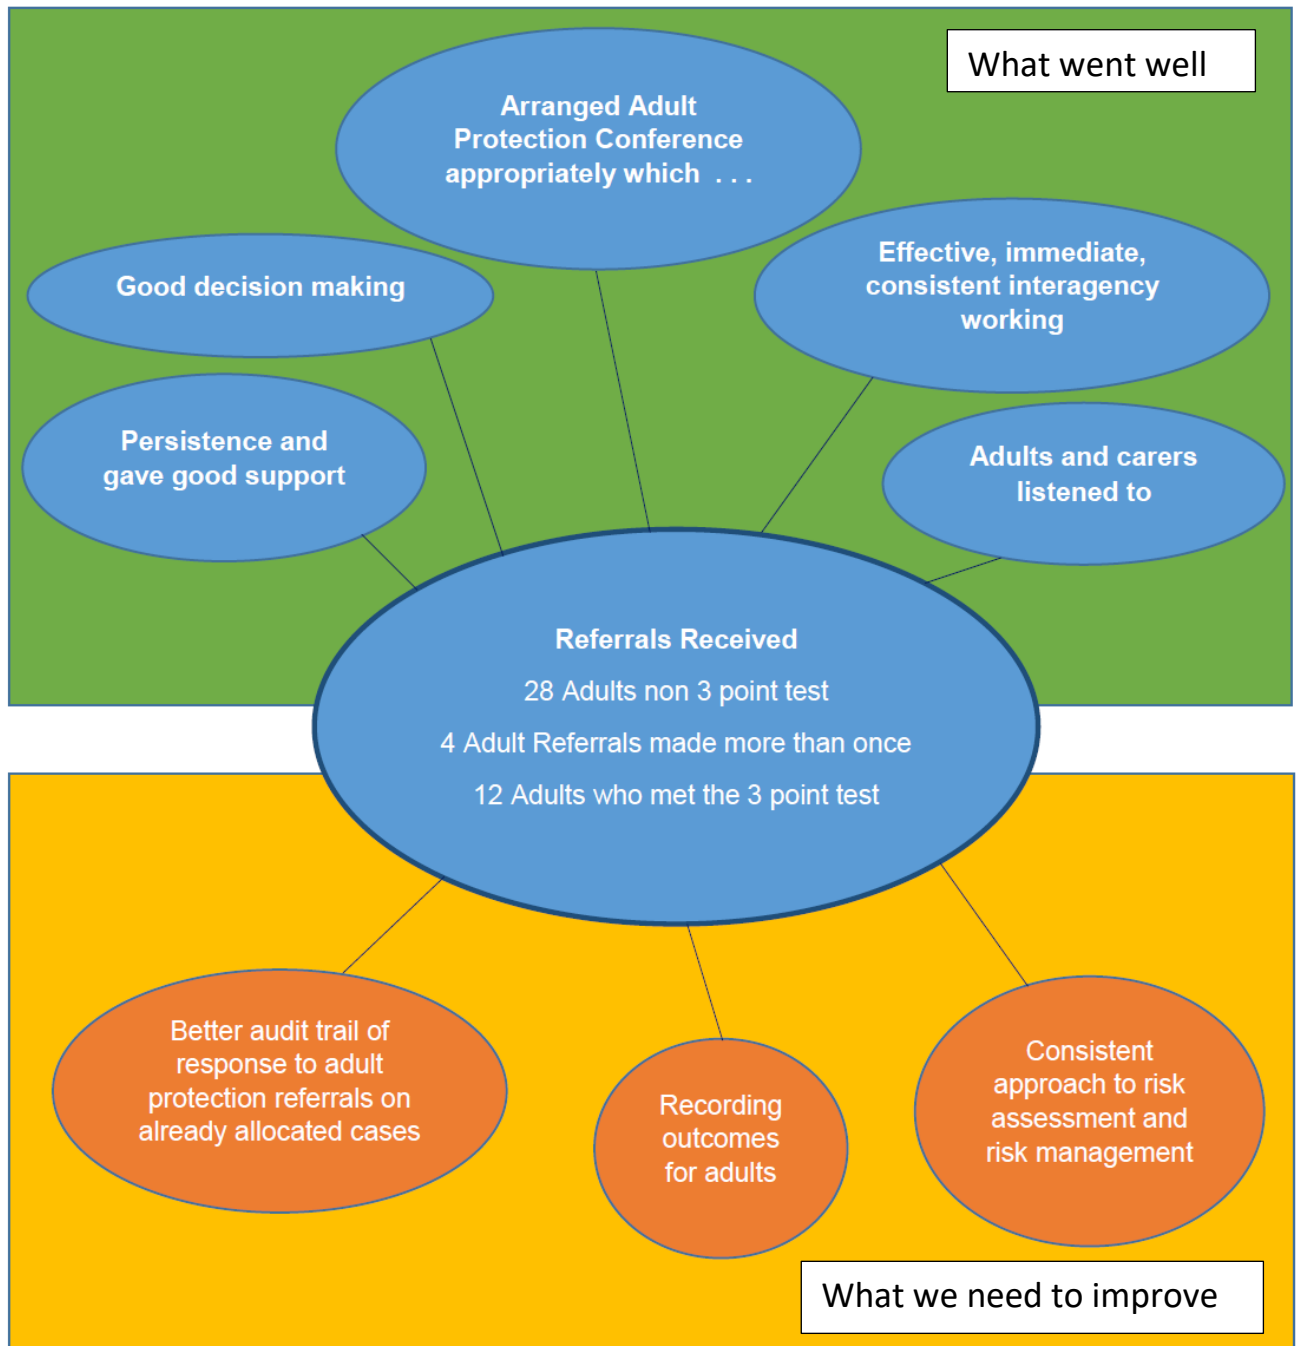 What went well
Arranged Adult
Protection Conference
appropriately which . . .
Good decision making
Effective, immediate,
consistent interagency
working
Persistence and
gave good support
Adults and carers
listened to
Referrals Received
28 Adults non 3 point test
4 Adult Referrals made more than once
12 Adults who met the 3 point test
Better audit trail of
response to adult
protection referrals on
already allocated cases
Recording
outcomes
for adults
Consistent
approach to risk
assessment and
risk management
What we need to improve